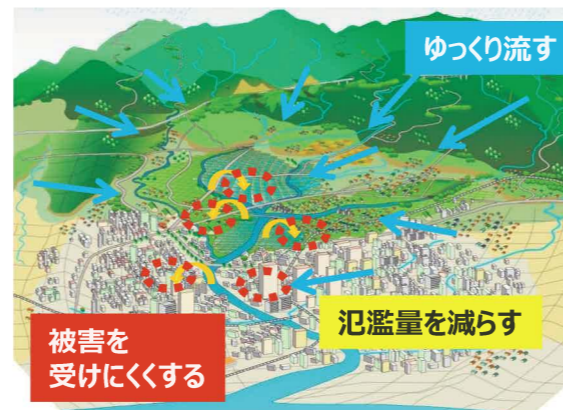 ゆっくり流す
氾濫量を減らす
被害を
受けにくくする